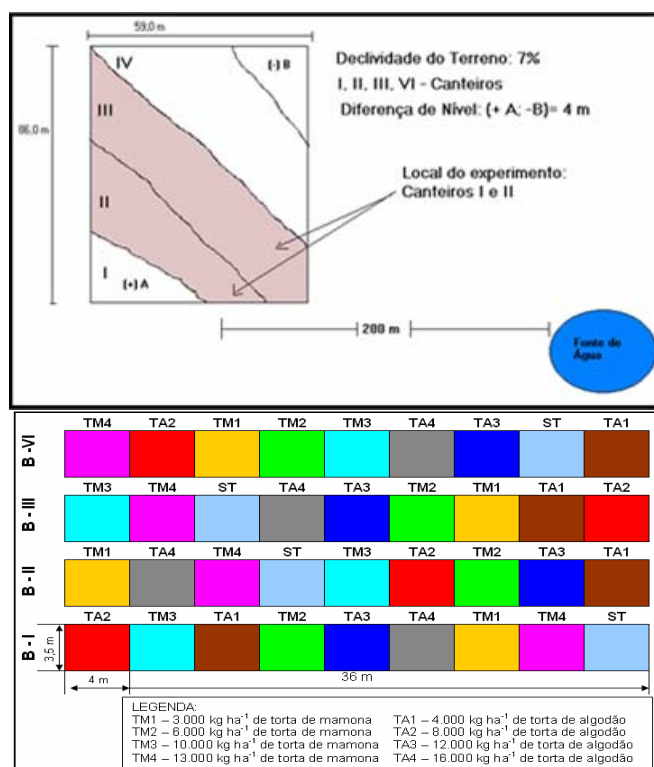 59,0 m
IV
(-) B
Declividade do Terreno: 7%
I, II, III, VI - Canteiros
Diferença de Nível: (+ A; -B)= 4 m
III
86,0 m
Local do experimento:
Canteiros I e II
II
I
(+) A
200 m
Fonte de
Água
TM4 TA2 TM1 TM2 TM3 TA4 TA3 ST TA1
B -VI
TM3 TM4 ST TA4 TA3 TM2 TM1 TA1 TA2
B - III
TM1 TA4 TM4 ST TM3 TA2 TM2 TA3 TA1
B - II
TA2 TM3 TA1 TM2 TA3 TA4 TM1 TM4 ST
B - I
3,5 m
4 m
36 m
LEGENDA:
TM1 – 3.000 kg ha⁻¹ de torta de mamona TA1 – 4.000 kg ha⁻¹ de torta de algodão
TM2 – 6.000 kg ha⁻¹ de torta de mamona TA2 – 8.000 kg ha⁻¹ de torta de algodão
TM3 – 10.000 kg ha⁻¹ de torta de mamona TA3 – 12.000 kg ha⁻¹ de torta de algodão
TM4 – 13.000 kg ha⁻¹ de torta de mamona TA4 – 16.000 kg ha⁻¹ de torta de algodão